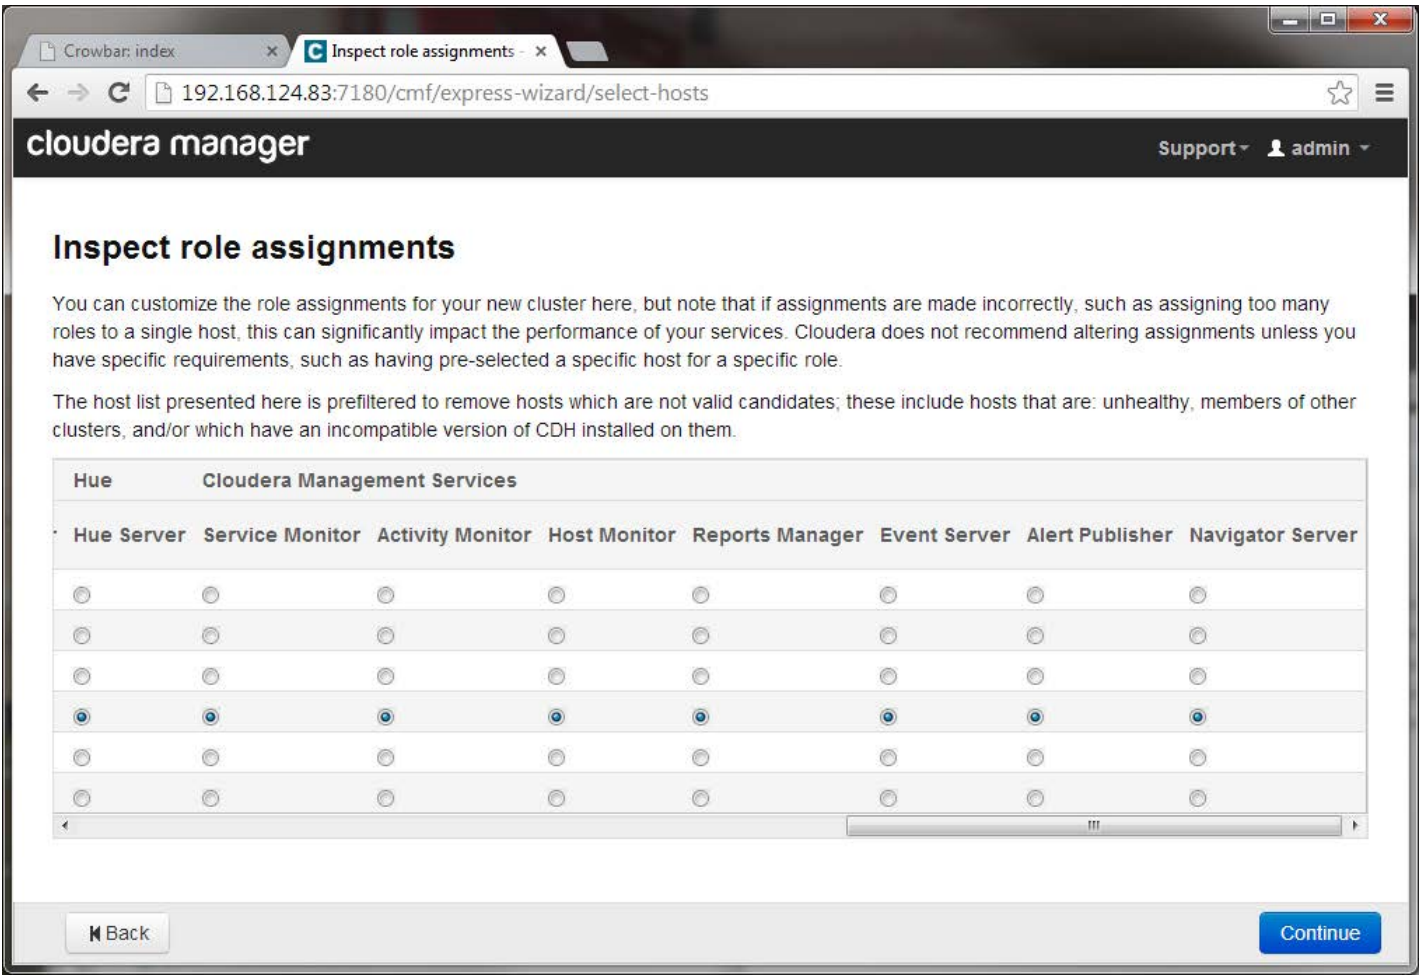 Crowbar: index
Inspect role assignments -
192.168.124.83:7180/cmf/express-wizard/select-hosts
cloudera manager
Support
admin
Inspect role assignments
You can customize the role assignments for your new cluster here, but note that if assignments are made incorrectly, such as assigning too many
roles to a single host, this can significantly impact the performance of your services. Cloudera does not recommend altering assignments unless you
have specific requirements, such as having pre-selected a specific host for a specific role.
The host list presented here is prefiltered to remove hosts which are not valid candidates; these include hosts that are: unhealthy, members of other
clusters, and/or which have an incompatible version of CDH installed on them.
Hue Cloudera Management Services
Hue Server Service Monitor Activity Monitor Host Monitor Reports Manager Event Server Alert Publisher Navigator Server
Back
Continue